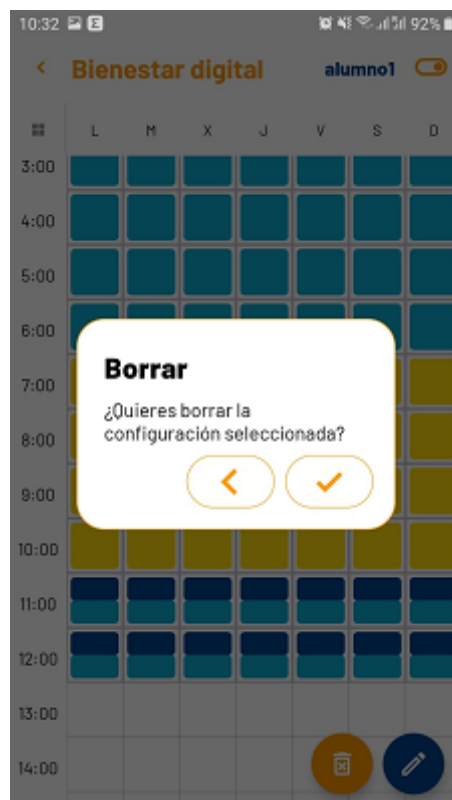 10:32 92%
Bienestar digital alumno1
L M X J V S D
3:00
4:00
5:00
6:00
Borrar
7:00
¿Quieres borrar la
configuración seleccionada?
8:00
9:00
10:00
11:00
12:00
13:00
14:00